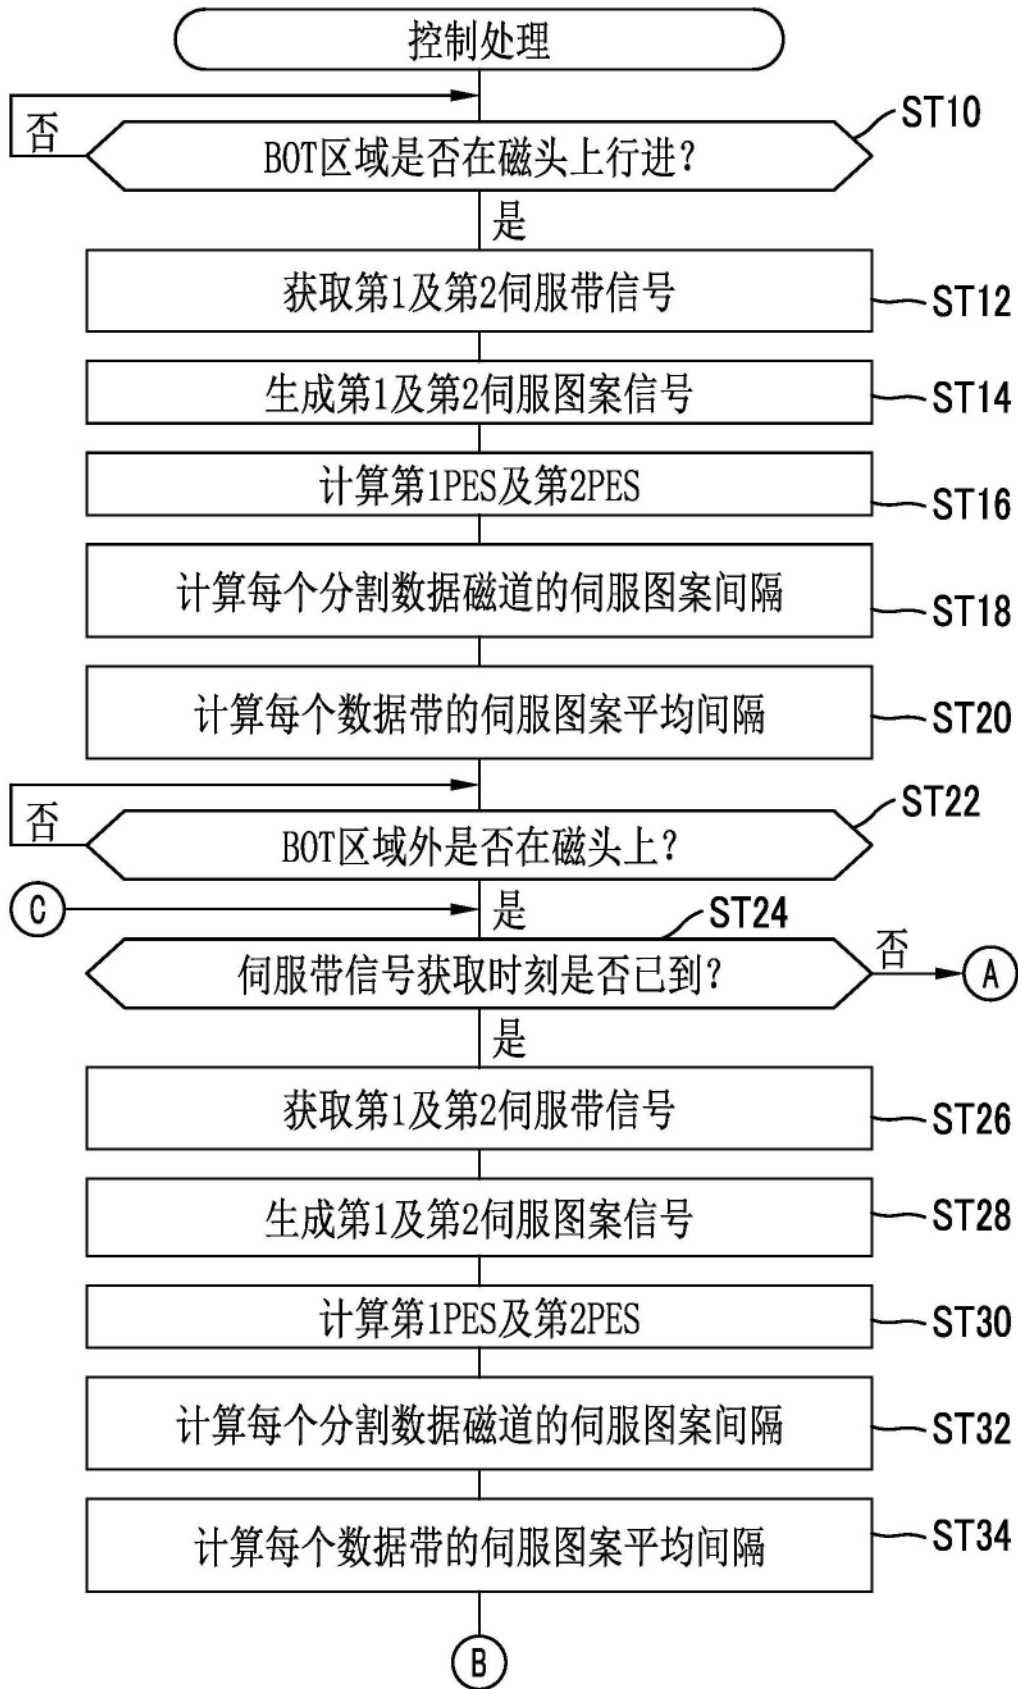 控制处理
否
BOT区域是否在磁头上行进?
ST10
是
获取第1及第2伺服带信号
ST12
生成第1及第2伺服图案信号
ST14
计算第1PES及第2PES
ST16
计算每个分割数据磁道的伺服图案间隔
ST18
计算每个数据带的伺服图案平均间隔
ST20
否
BOT区域外是否在磁头上?
ST22
C
是
ST24
伺服带信号获取时刻是否已到?
否
A
是
获取第1及第2伺服带信号
ST26
生成第1及第2伺服图案信号
ST28
计算第1PES及第2PES
ST30
计算每个分割数据磁道的伺服图案间隔
ST32
计算每个数据带的伺服图案平均间隔
ST34
B